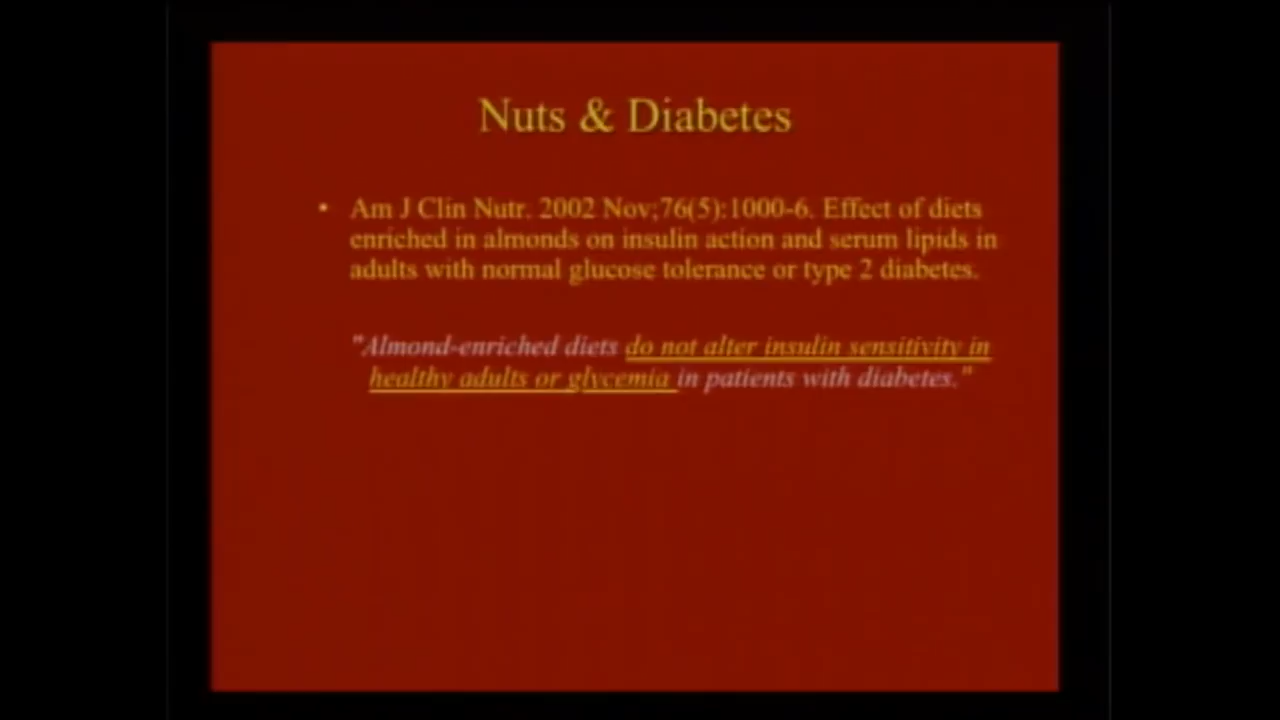 Nuts & Diabetes
• Am J Clin Nutr. 2002 Nov;76(5):1000-6. Effect of diets
enriched in almonds on insulin action and serum lipids in
adults with normal glucose tolerance or type 2 diabetes.
"Almond-enriched diets do not alter insulin sensitivity in
healthy adults or glycemia in patients with diabetes."